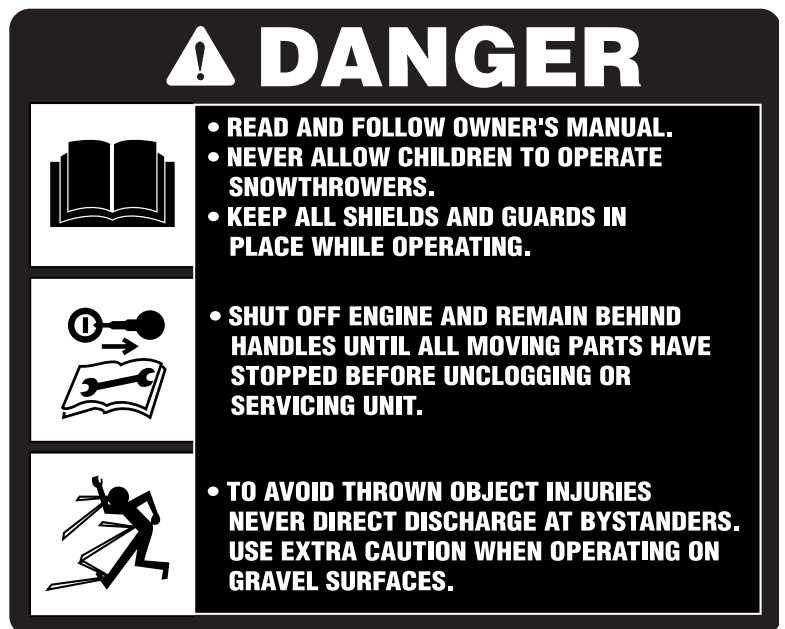 DANGER
• READ AND FOLLOW OWNER'S MANUAL.
• NEVER ALLOW CHILDREN TO OPERATE
SNOWTHROWERS.
• KEEP ALL SHIELDS AND GUARDS IN
PLACE WHILE OPERATING.
• SHUT OFF ENGINE AND REMAIN BEHIND
HANDLES UNTIL ALL MOVING PARTS HAVE
STOPPED BEFORE UNCLOGGING OR
SERVICING UNIT.
• TO AVOID THROWN OBJECT INJURIES
NEVER DIRECT DISCHARGE AT BYSTANDERS.
USE EXTRA CAUTION WHEN OPERATING ON
GRAVEL SURFACES.